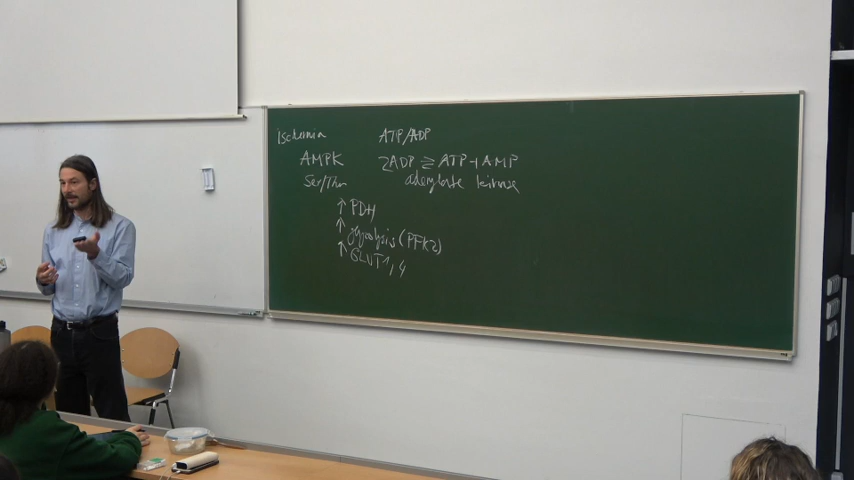 Ischemia ATP/ADP
AMPK 2ADP ⇌ ATP + AMP
Ser/Thr adenylate kinase
↑ PDH
↑ glycolysis (PFK2)
↑ GLUT1,4